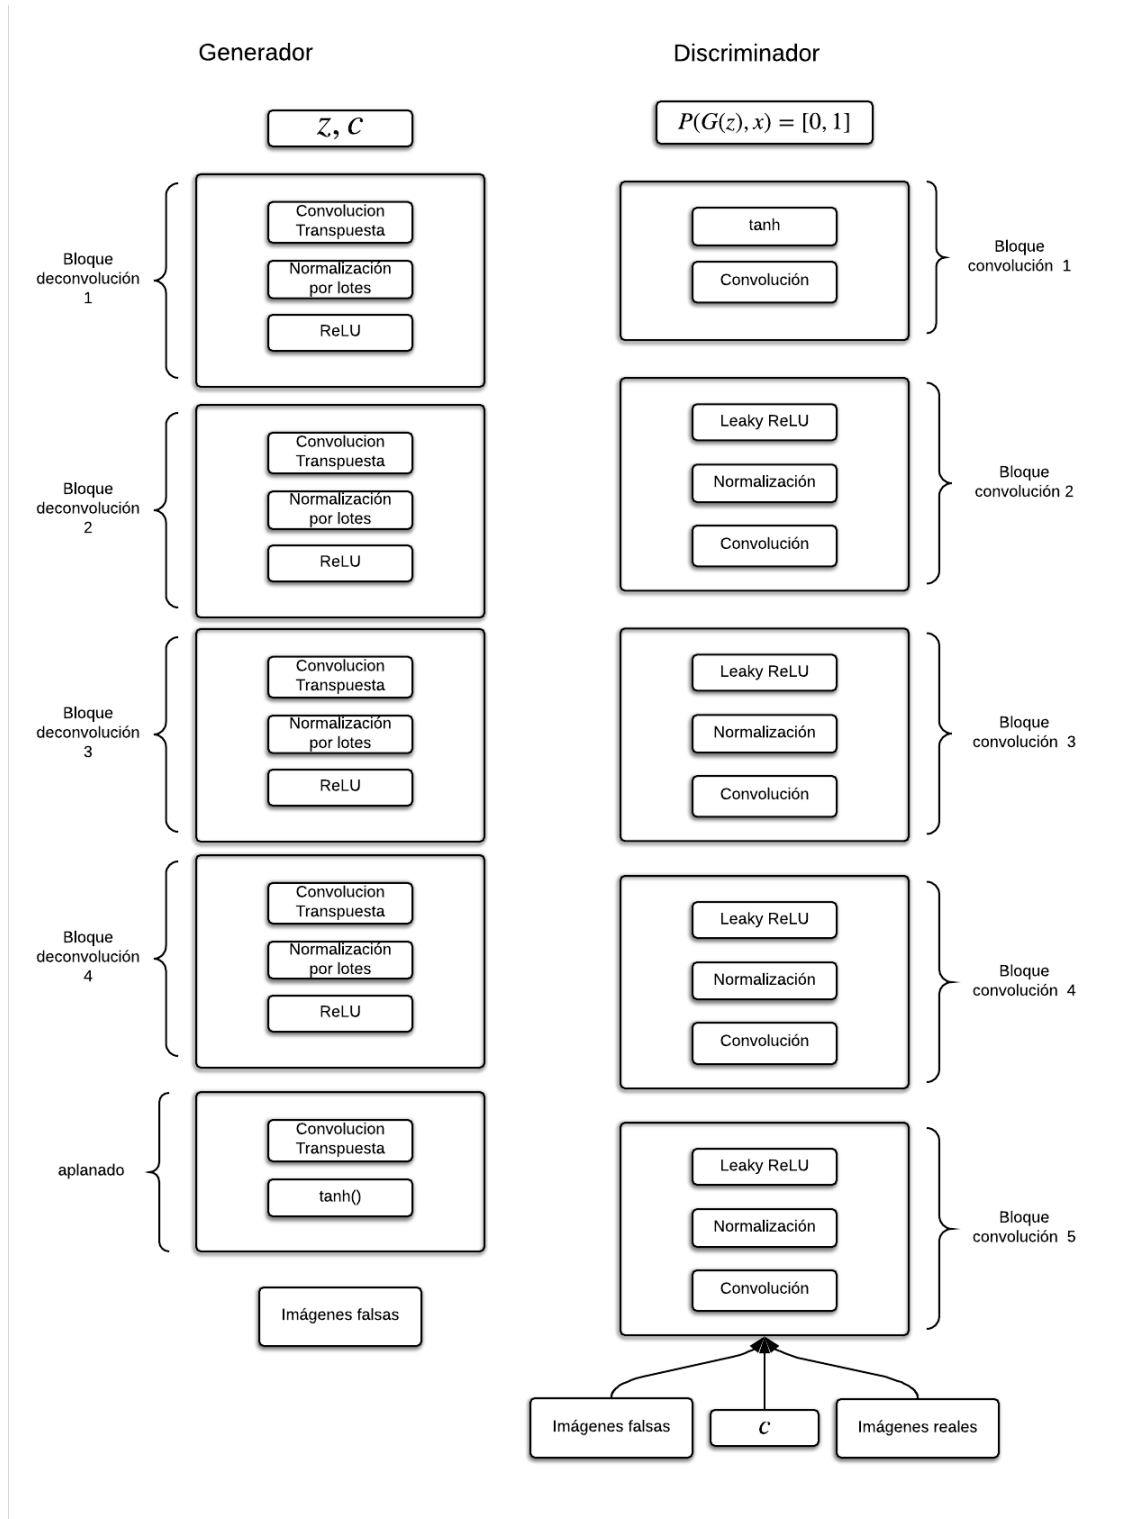 Generador
z, c
Bloque
deconvolución
1
Convolucion
Transpuesta
Normalización
por lotes
ReLU
Bloque
deconvolución
2
Convolucion
Transpuesta
Normalización
por lotes
ReLU
Bloque
deconvolución
3
Convolucion
Transpuesta
Normalización
por lotes
ReLU
Bloque
deconvolución
4
Convolucion
Transpuesta
Normalización
por lotes
ReLU
aplanado
Convolucion
Transpuesta
tanh()
Imágenes falsas
Discriminador
P(G(z), x) = [0, 1]
tanh
Convolución
Bloque
convolución 1
Leaky ReLU
Normalización
Convolución
Bloque
convolución 2
Leaky ReLU
Normalización
Convolución
Bloque
convolución 3
Leaky ReLU
Normalización
Convolución
Bloque
convolución 4
Leaky ReLU
Normalización
Convolución
Bloque
convolución 5
Imágenes falsas
c
Imágenes reales